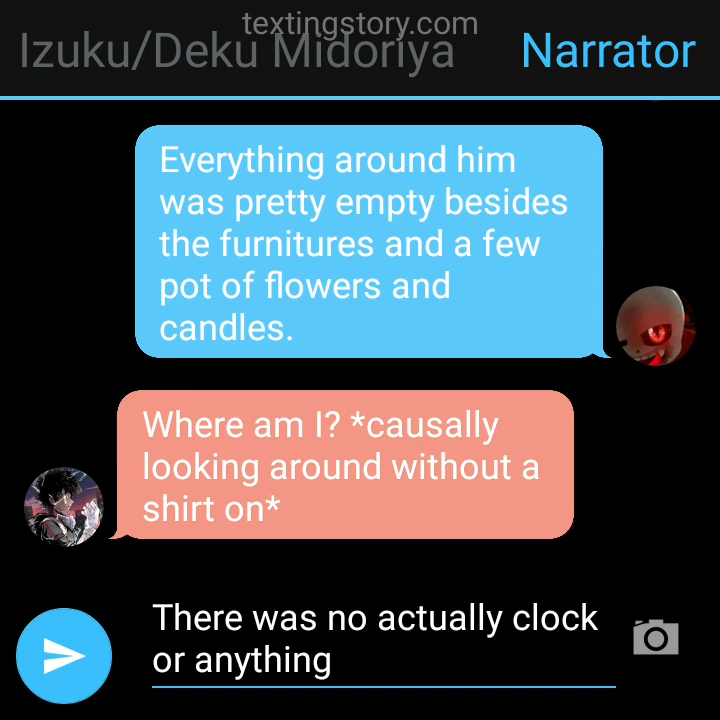 textingstory.com
Izuku/Deku Midoriya
Narrator
Everything around him
was pretty empty besides
the furnitures and a few
pot of flowers and
candles.
Where am I? *causally
looking around without a
shirt on*
There was no actually clock
or anything